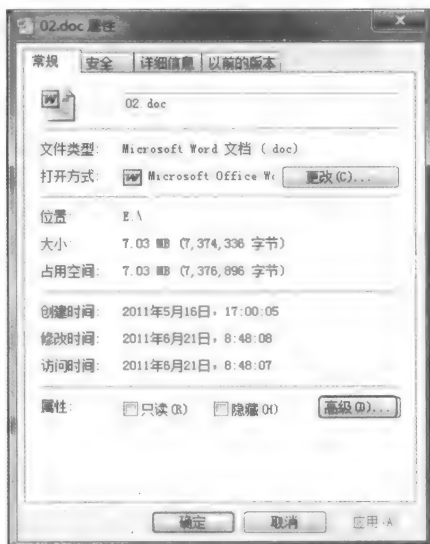 02.doc 属性
常规 安全 详细信息 以前的版本
02.doc
文件类型: Microsoft Word 文档 (.doc)
打开方式: Microsoft Office Wo 更改(C)...
位置: E:\
大小: 7.03 MB (7,374,336 字节)
占用空间: 7.03 MB (7,376,896 字节)
创建时间: 2011年5月16日,17:00:05
修改时间: 2011年6月21日,8:48:08
访问时间: 2011年6月21日,8:48:07
属性: 只读(R) 隐藏(H) 高级(D)...
确定 取消 应用(A)